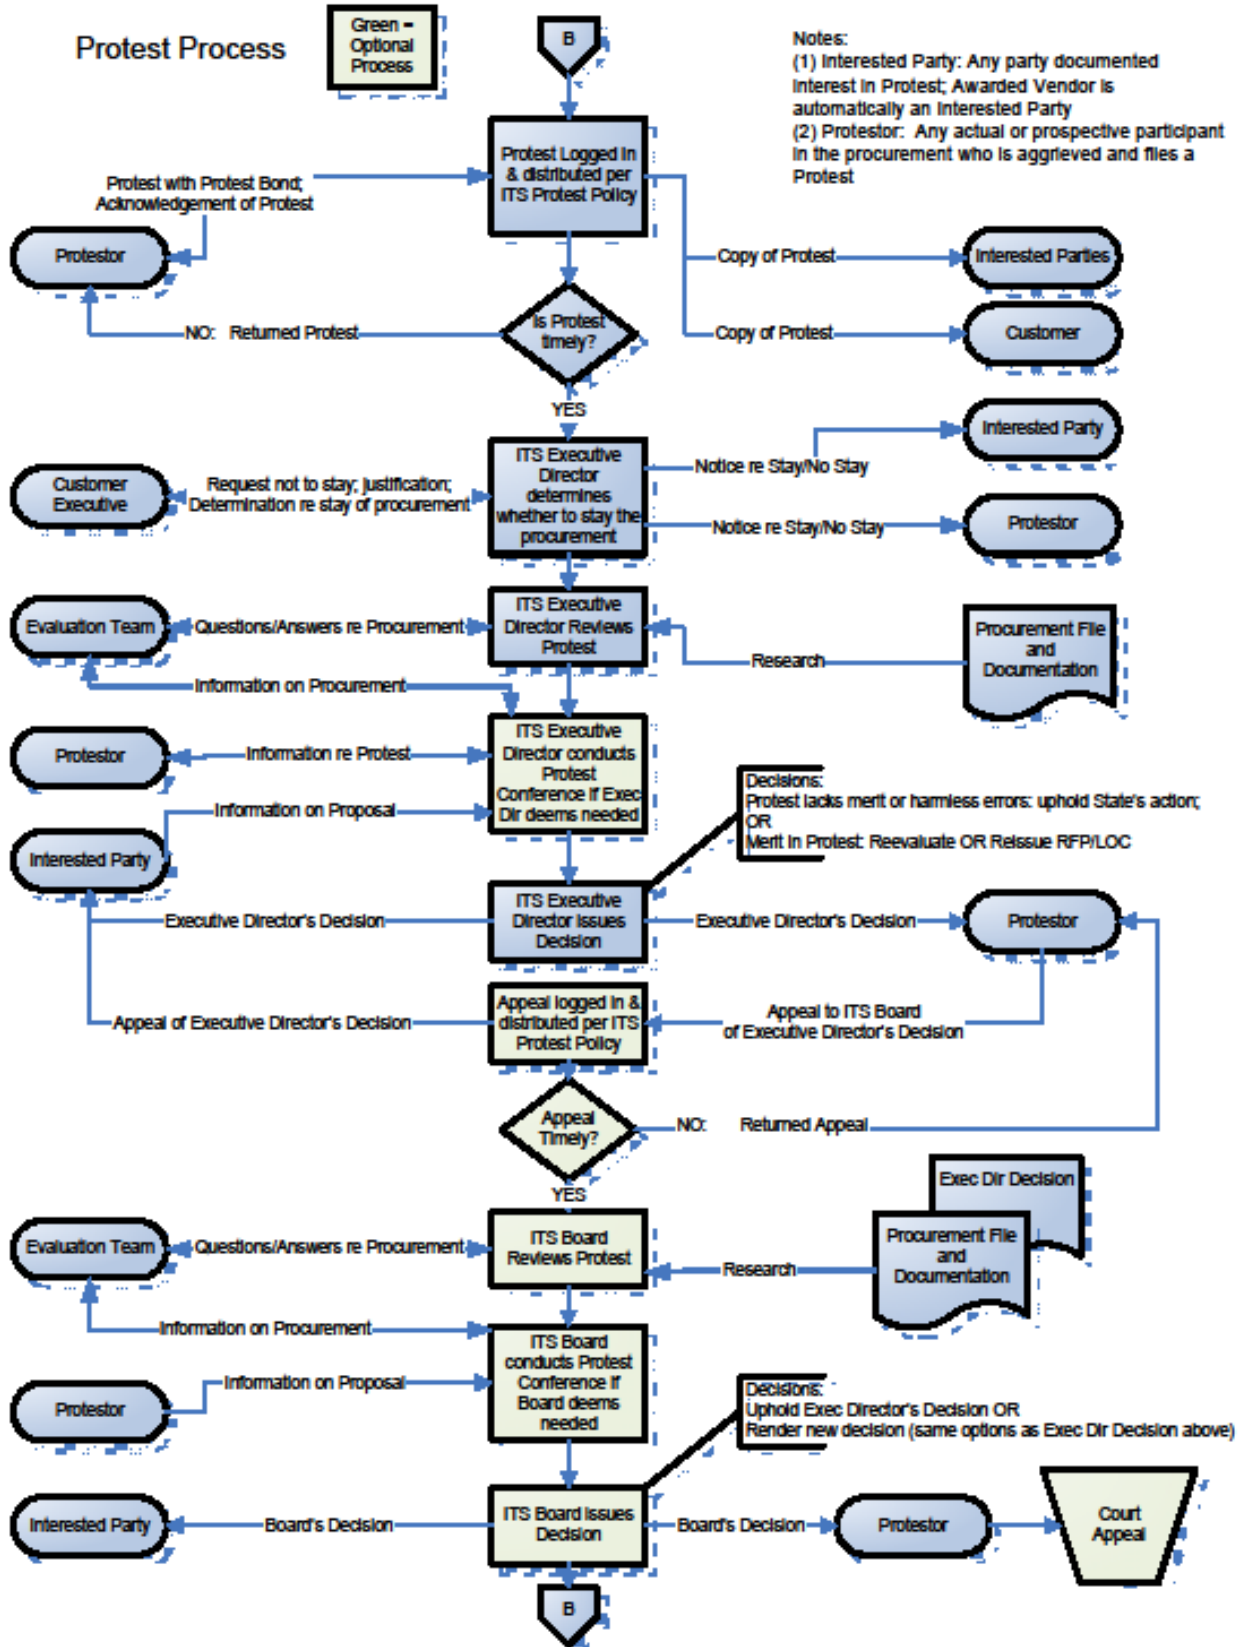 Protest Process
Green =
Optional
Process
B
Notes:
(1) Interested Party: Any party documented
Interest in Protest; Awarded Vendor is
automatically an Interested Party
(2) Protestor: Any actual or prospective participant
in the procurement who is aggrieved and files a
Protest
Protest Logged in
& distributed per
ITS Protest Policy
Protest with Protest Bond;
Acknowledgement of Protest
Protestor
Copy of Protest
Interested Parties
NO: Returned Protest
Is Protest
timely?
Copy of Protest
Customer
YES
Customer
Executive
Request not to stay; justification;
Determination re stay of procurement
ITS Executive
Director
determines
whether to stay the
procurement
Notice re Stay/No Stay
Interested Party
Notice re Stay/No Stay
Protestor
Evaluation Team
Questions/Answers re Procurement
ITS Executive
Director Reviews
Protest
Research
Procurement File
and
Documentation
Information on Procurement
Protestor
Information re Protest
ITS Executive
Director conducts
Protest
Conference if Exec
Dir deems needed
Information on Proposal
Interested Party
Decisions:
Protest lacks merit or harmless errors: uphold State's action;
OR
Merit in Protest: Reevaluate OR Reissue RFP/LOC
Executive Director's Decision
ITS Executive
Director Issues
Decision
Executive Director's Decision
Protestor
Appeal of Executive Director's Decision
Appeal logged in &
distributed per ITS
Protest Policy
Appeal to ITS Board
of Executive Director's Decision
Appeal
Timely?
NO: Returned Appeal
YES
Evaluation Team
Questions/Answers re Procurement
ITS Board
Reviews Protest
Research
Exec Dir Decision
Procurement File
and
Documentation
Information on Procurement
ITS Board
conducts Protest
Conference if
Board deems
needed
Information on Proposal
Protestor
Decisions:
Uphold Exec Director's Decision OR
Render new decision (same options as Exec Dir Decision above)
Interested Party
Board's Decision
ITS Board Issues
Decision
Board's Decision
Protestor
Court
Appeal
B